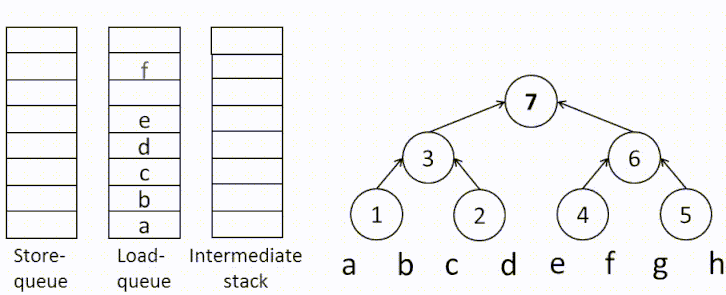 f
e
d
c
b
a
Store-
queue
Load-
queue
Intermediate
stack
7
3
6
1
2
4
5
a b c d e f g h